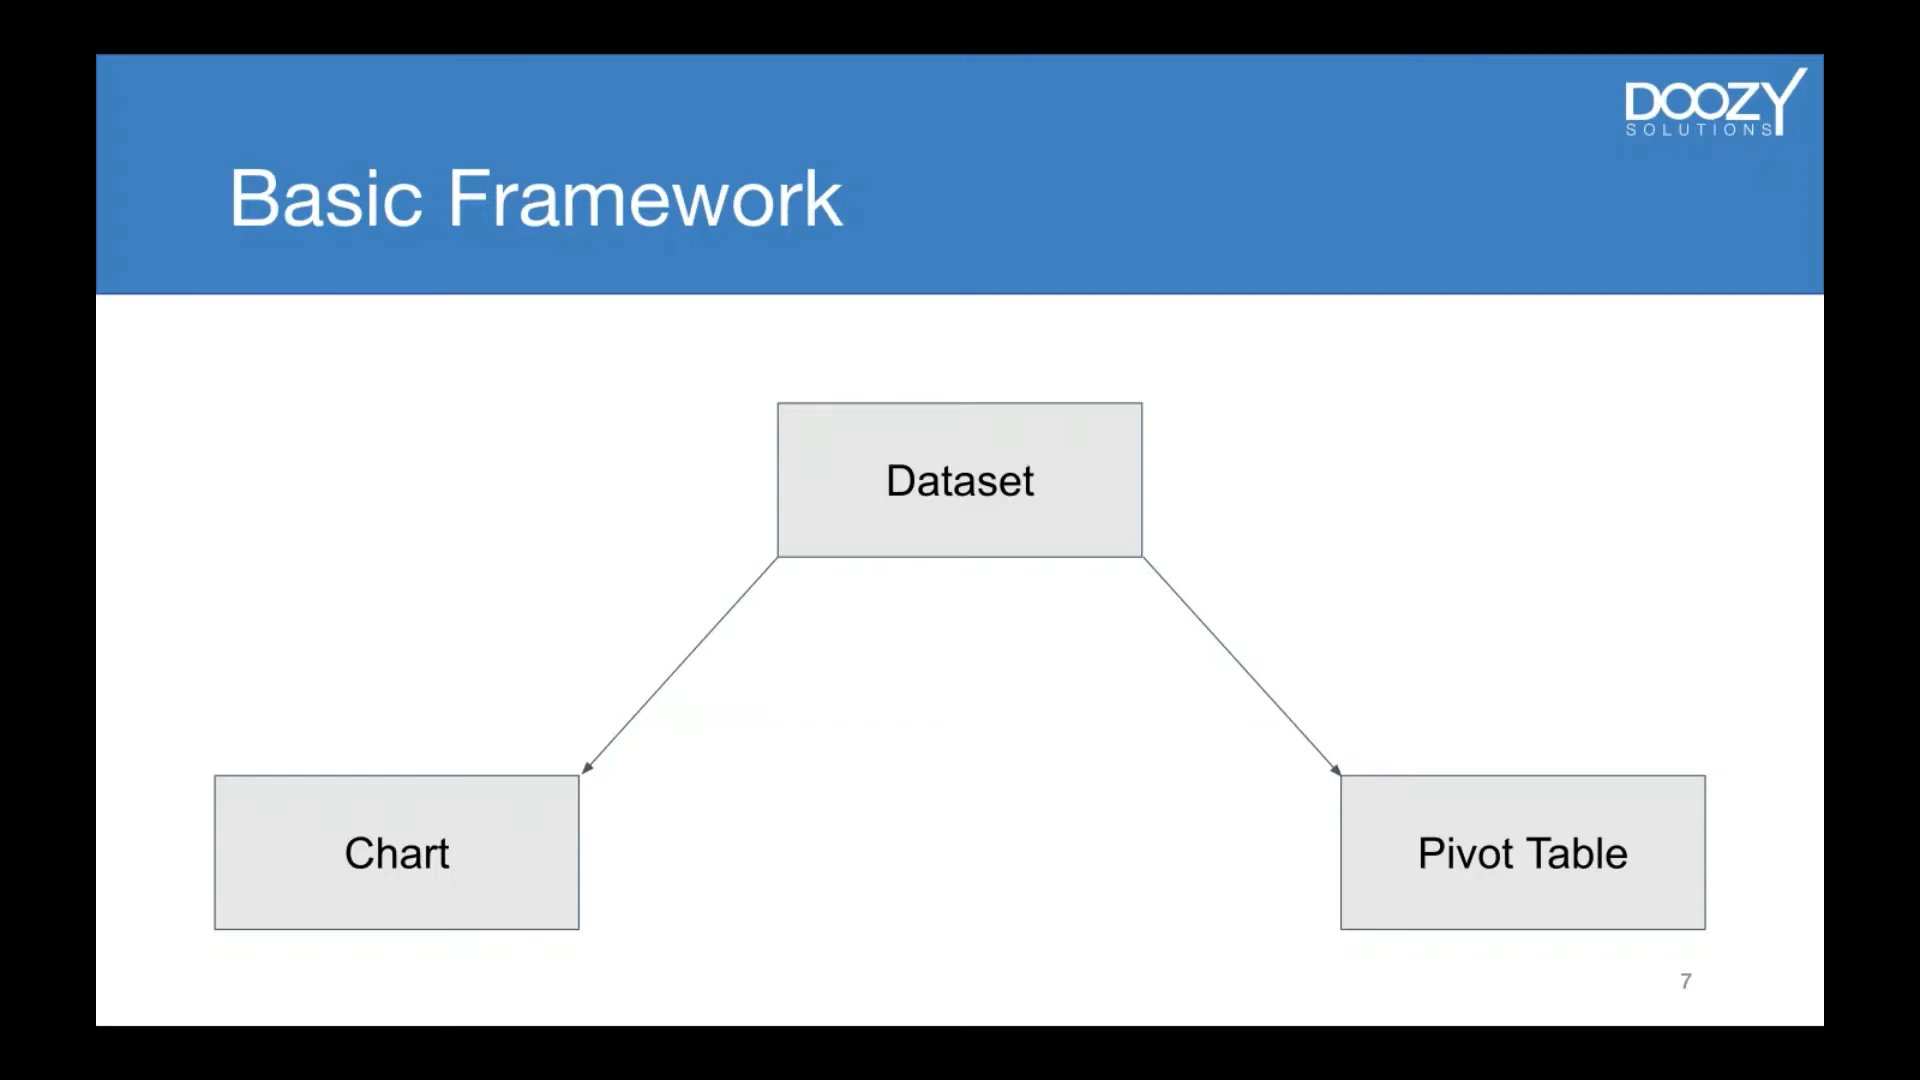 DOOZY
SOLUTIONS
Basic Framework
Dataset
Chart
Pivot Table
7